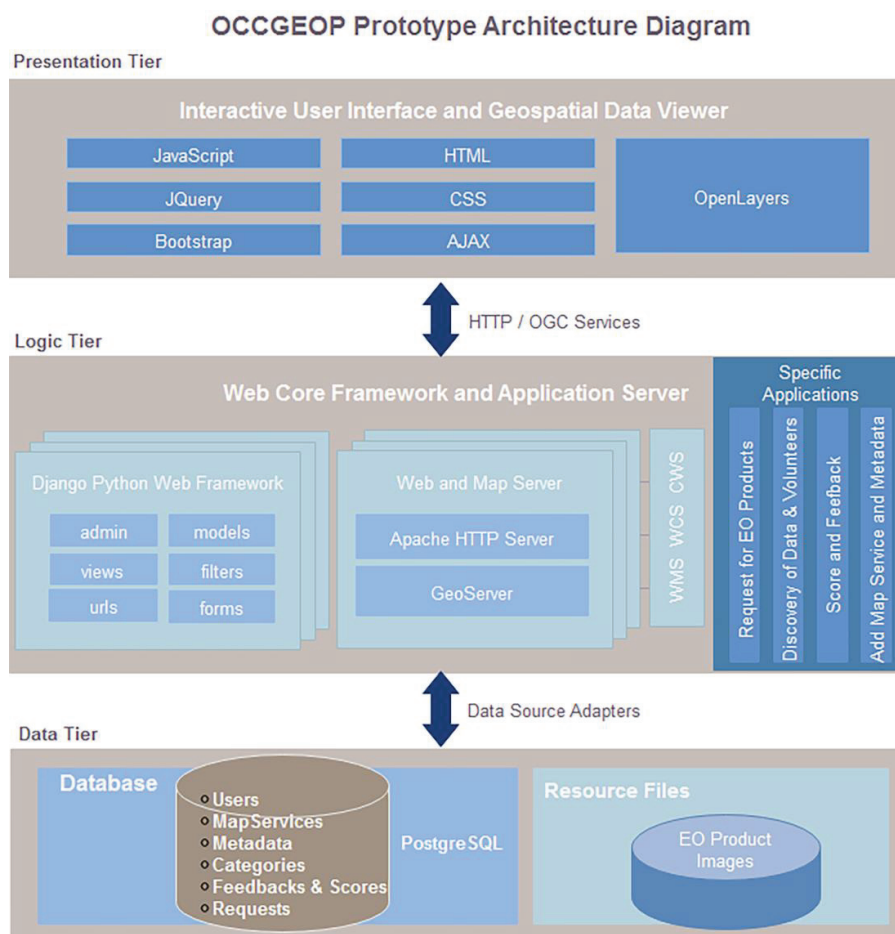 OCCGEOP Prototype Architecture Diagram
Presentation Tier
Interactive User Interface and Geospatial Data Viewer
JavaScript
HTML
JQuery
CSS
OpenLayers
Bootstrap
AJAX
HTTP / OGC Services
Logic Tier
Web Core Framework and Application Server
Specific
Applications
Django Python Web Framework
admin
models
views
filters
urls
forms
Web and Map Server
Apache HTTP Server
GeoServer
WMS WCS CWS
Request for EO Products
Discovery of Data & Volunteers
Score and Feefback
Add Map Service and Metadata
Data Source Adapters
Data Tier
Database
Users
MapServices
Metadata
Categories
Feedbacks & Scores
Requests
PostgreSQL
Resource Files
EO Product
Images